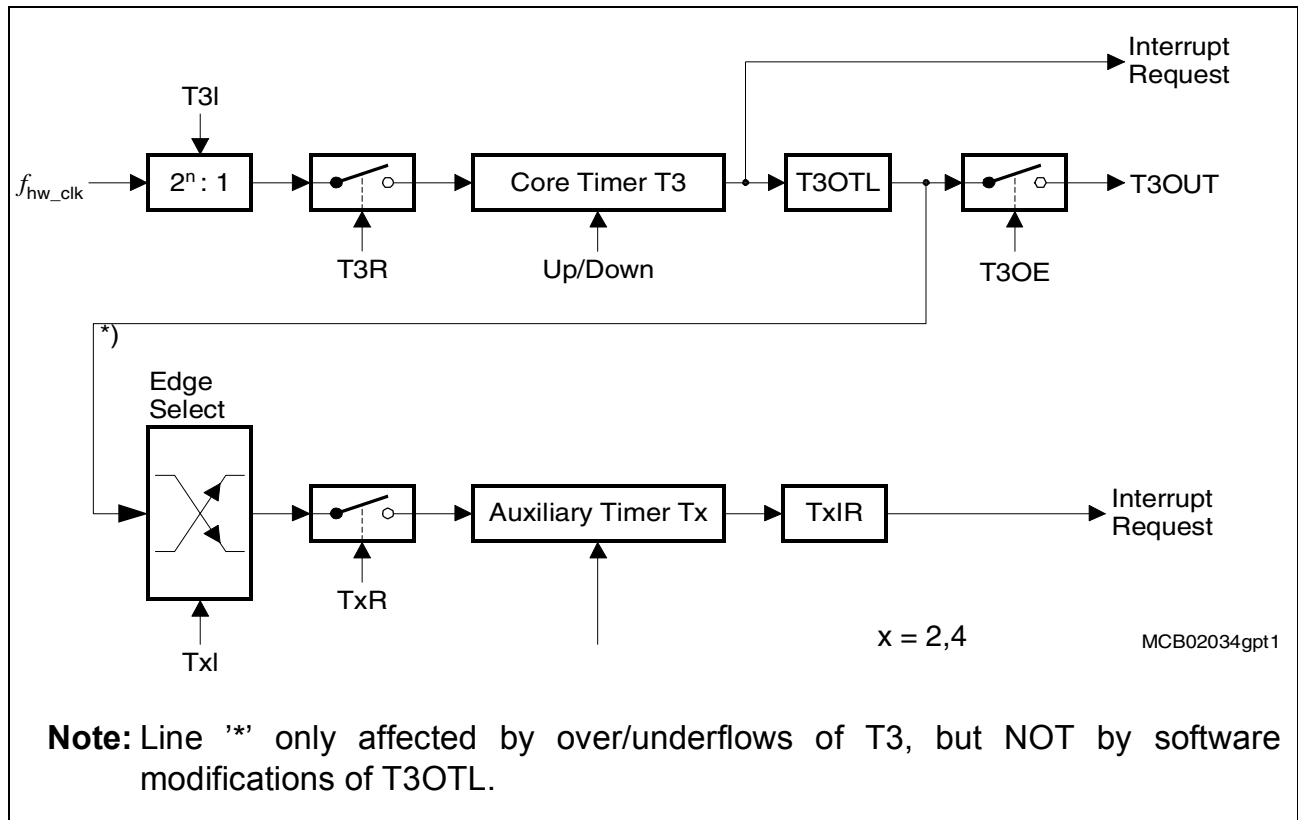 Interrupt
Request
T3I
f hw_clk
2ⁿ : 1
Core Timer T3
T3OTL
T3OUT
T3R
Up/Down
T3OE
*)
Edge
Select
Auxiliary Timer Tx
TxIR
Interrupt
Request
TxR
TxI
x = 2,4
MCB02034gpt1
Note: Line ’*’ only affected by over/underflows of T3, but NOT by software
modifications of T3OTL.